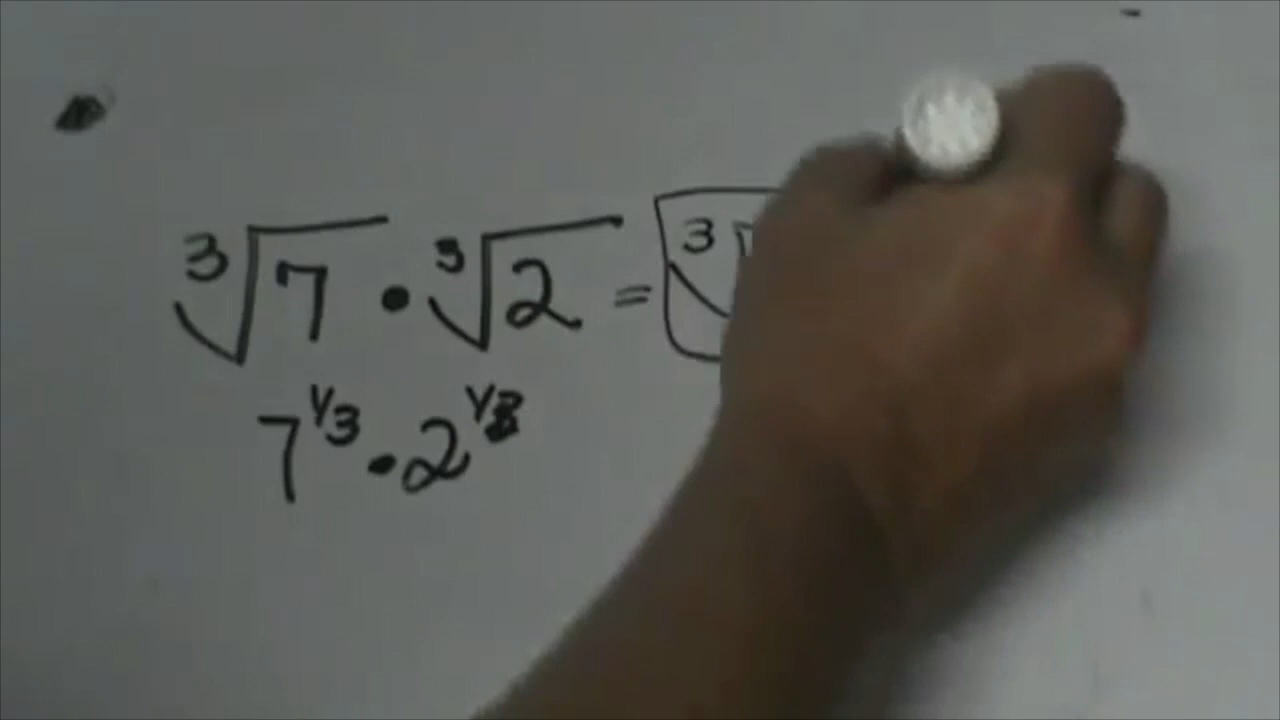 ∛7 • ∛2 = ∛
7^1/3 • 2^1/3